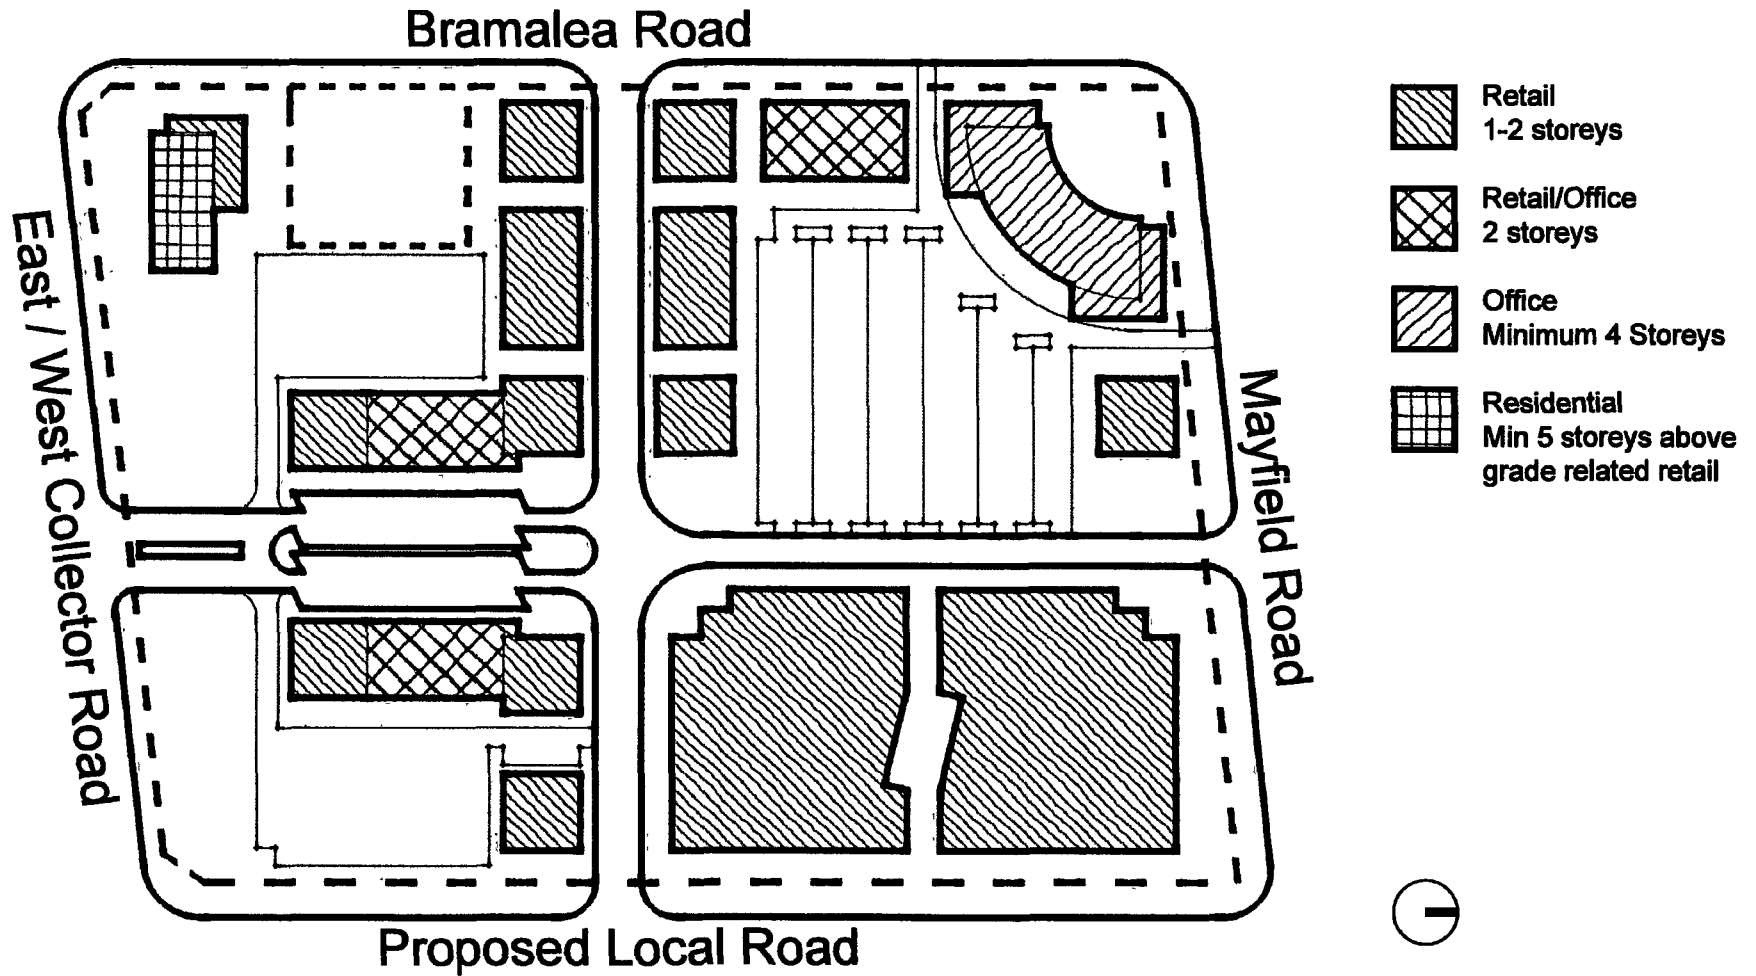 Bramalea Road
Retail
1-2 storeys
Retail/Office
2 storeys
Office
Minimum 4 Storeys
Residential
Min 5 storeys above
grade related retail
East / West Collector Road
Mayfield Road
Proposed Local Road